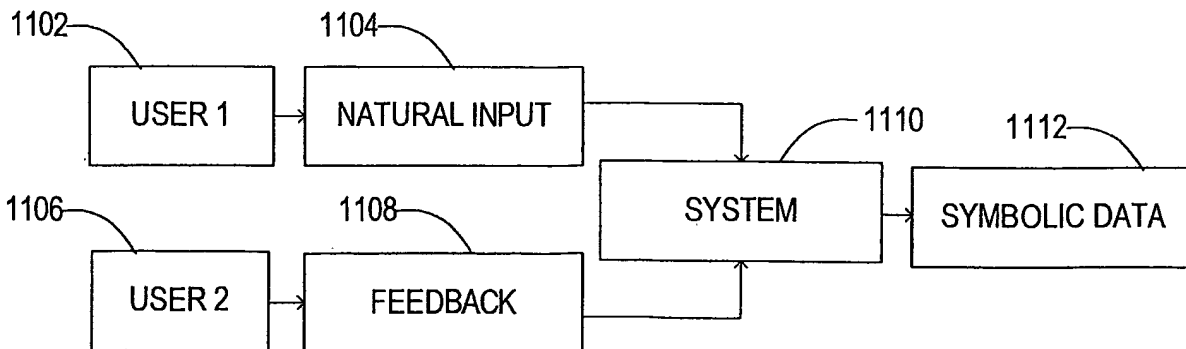 1102
1104
USER 1
NATURAL INPUT
1110
1112
SYSTEM
SYMBOLIC DATA
1106
1108
USER 2
FEEDBACK